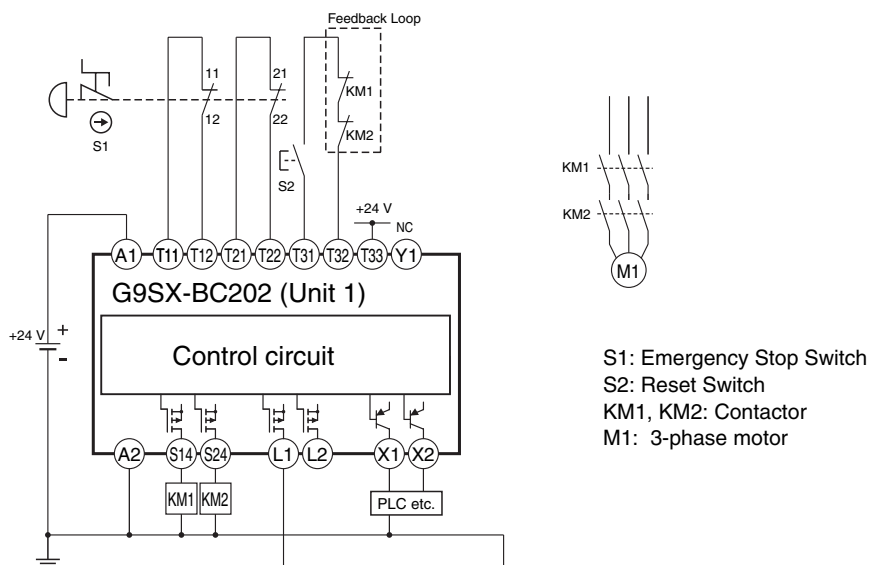 Feedback Loop
11
21
KM1
12
22
KM2
S1
S2
KM1
KM2
+24 V
NC
A1
T11
T12
T21
T22
T31
T32
T33
Y1
M1
G9SX-BC202 (Unit 1)
+24 V
+
-
Control circuit
S1: Emergency Stop Switch
S2: Reset Switch
KM1, KM2: Contactor
M1: 3-phase motor
A2
S14
S24
L1
L2
X1
X2
KM1
KM2
PLC etc.